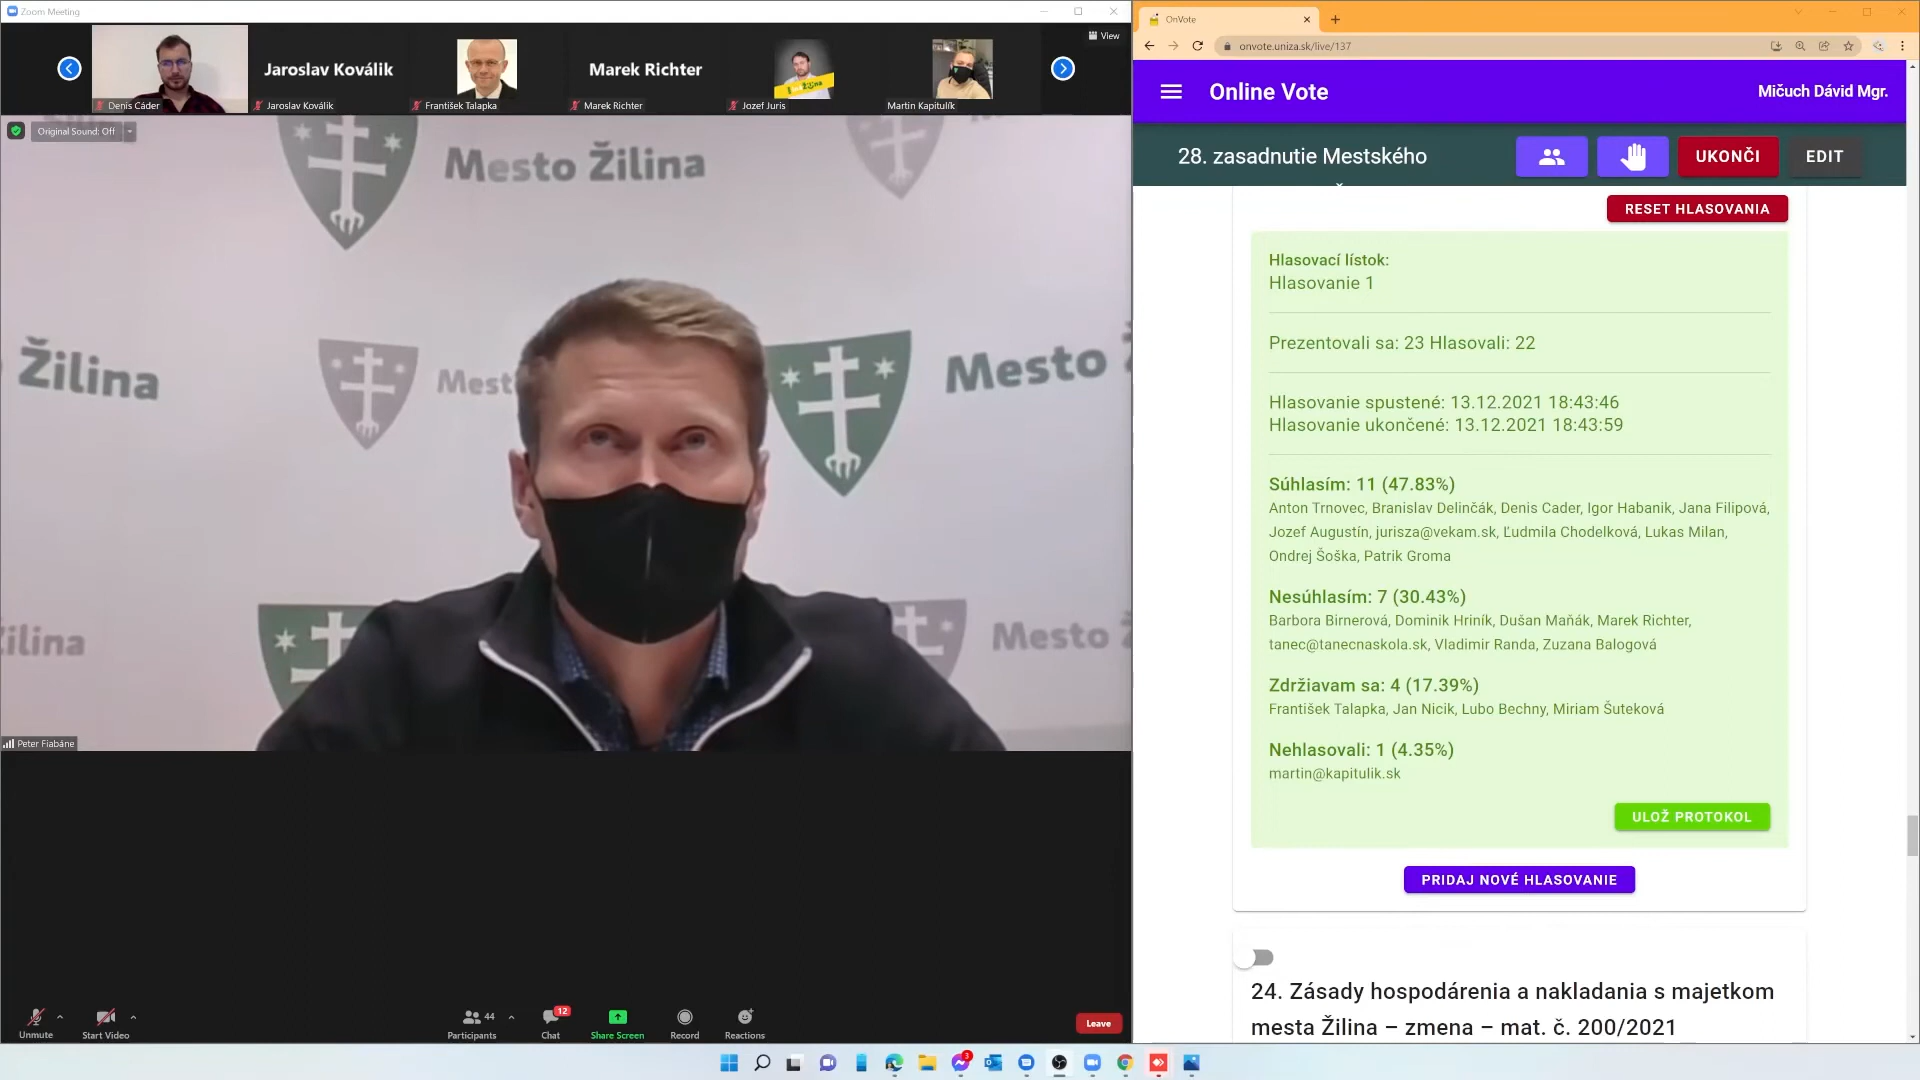 Zoom Meeting
View
Denis Cáder
Jaroslav Koválik
Jaroslav Koválik
František Talapka
Marek Richter
Marek Richter
Jozef Juris
Martin Kapitulík
Original Sound: Off
Mesto Žilina
Žilina
Mesto
Mesto
ilina
Mesto
Peter Fiabáne
Unmute
Start Video
44
Participants
12
Chat
Share Screen
Record
Reactions
Leave
OnVote
onvote.uniza.sk/live/137
Online Vote
Mičuch Dávid Mgr.
28. zasadnutie Mestského
UKONČI
EDIT
RESET HLASOVANIA
Hlasovací lístok:
Hlasovanie 1
Prezentovali sa: 23 Hlasovali: 22
Hlasovanie spustené: 13.12.2021 18:43:46
Hlasovanie ukončené: 13.12.2021 18:43:59
Súhlasím: 11 (47.83%)
Anton Trnovec, Branislav Delinčák, Denis Cader, Igor Habanik, Jana Filipová,
Jozef Augustín, jurisza@vekam.sk, Ľudmila Chodelková, Lukas Milan,
Ondrej Šoška, Patrik Groma
Nesúhlasím: 7 (30.43%)
Barbora Birnerová, Dominik Hriník, Dušan Maňák, Marek Richter,
tanec@tanecnaskola.sk, Vladimir Randa, Zuzana Balogová
Zdržiavam sa: 4 (17.39%)
František Talapka, Jan Nicik, Lubo Bechny, Miriam Šuteková
Nehlasovali: 1 (4.35%)
martin@kapitulik.sk
ULOŽ PROTOKOL
PRIDAJ NOVÉ HLASOVANIE
24. Zásady hospodárenia a nakladania s majetkom
mesta Žilina – zmena – mat. č. 200/2021
3